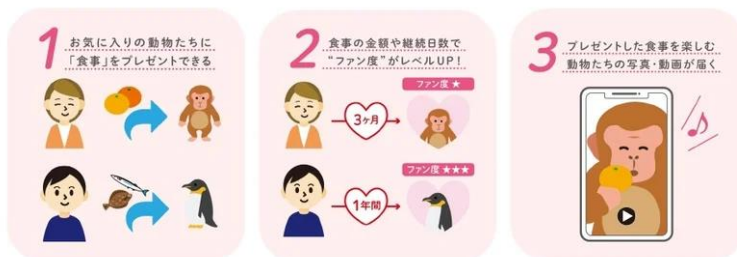 1
お気に入りの動物たちに
「食事」をプレゼントできる
2
食事の金額や継続日数で
“ファン度”がレベルUP！
ファン度 ★
3ヶ月
ファン度 ★★★
1年間
3
プレゼントした食事を楽しむ
動物たちの写真・動画が届く